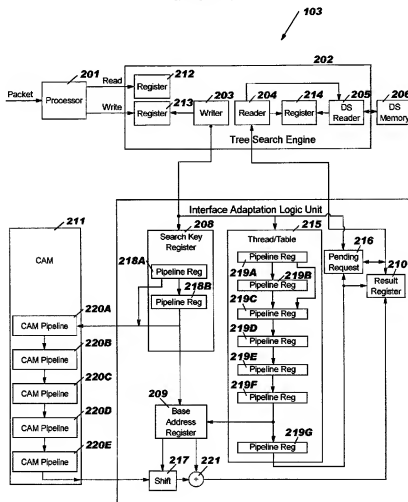 103
202
201
Read
212
Register
Packet
Processor
Write
213
Register
203
Writer
204
Reader
214
Register
205
DS
Reader
206
DS
Memory
Tree Search Engine
211
CAM
208
Interface Adaptation Logic Unit
215
216
210
Search Key
Register
Thread/Table
Pending
Request
Result
Register
218A
Pipeline Reg
218B
Pipeline Reg
Pipeline Reg
219A
219B
Pipeline Reg
219C
Pipeline Reg
219D
Pipeline Reg
219E
Pipeline Reg
219F
Pipeline Reg
219G
Pipeline Reg
220A
CAM Pipeline
220B
CAM Pipeline
220C
CAM Pipeline
220D
CAM Pipeline
220E
CAM Pipeline
209
Base
Address
Register
217
Shift
+
221